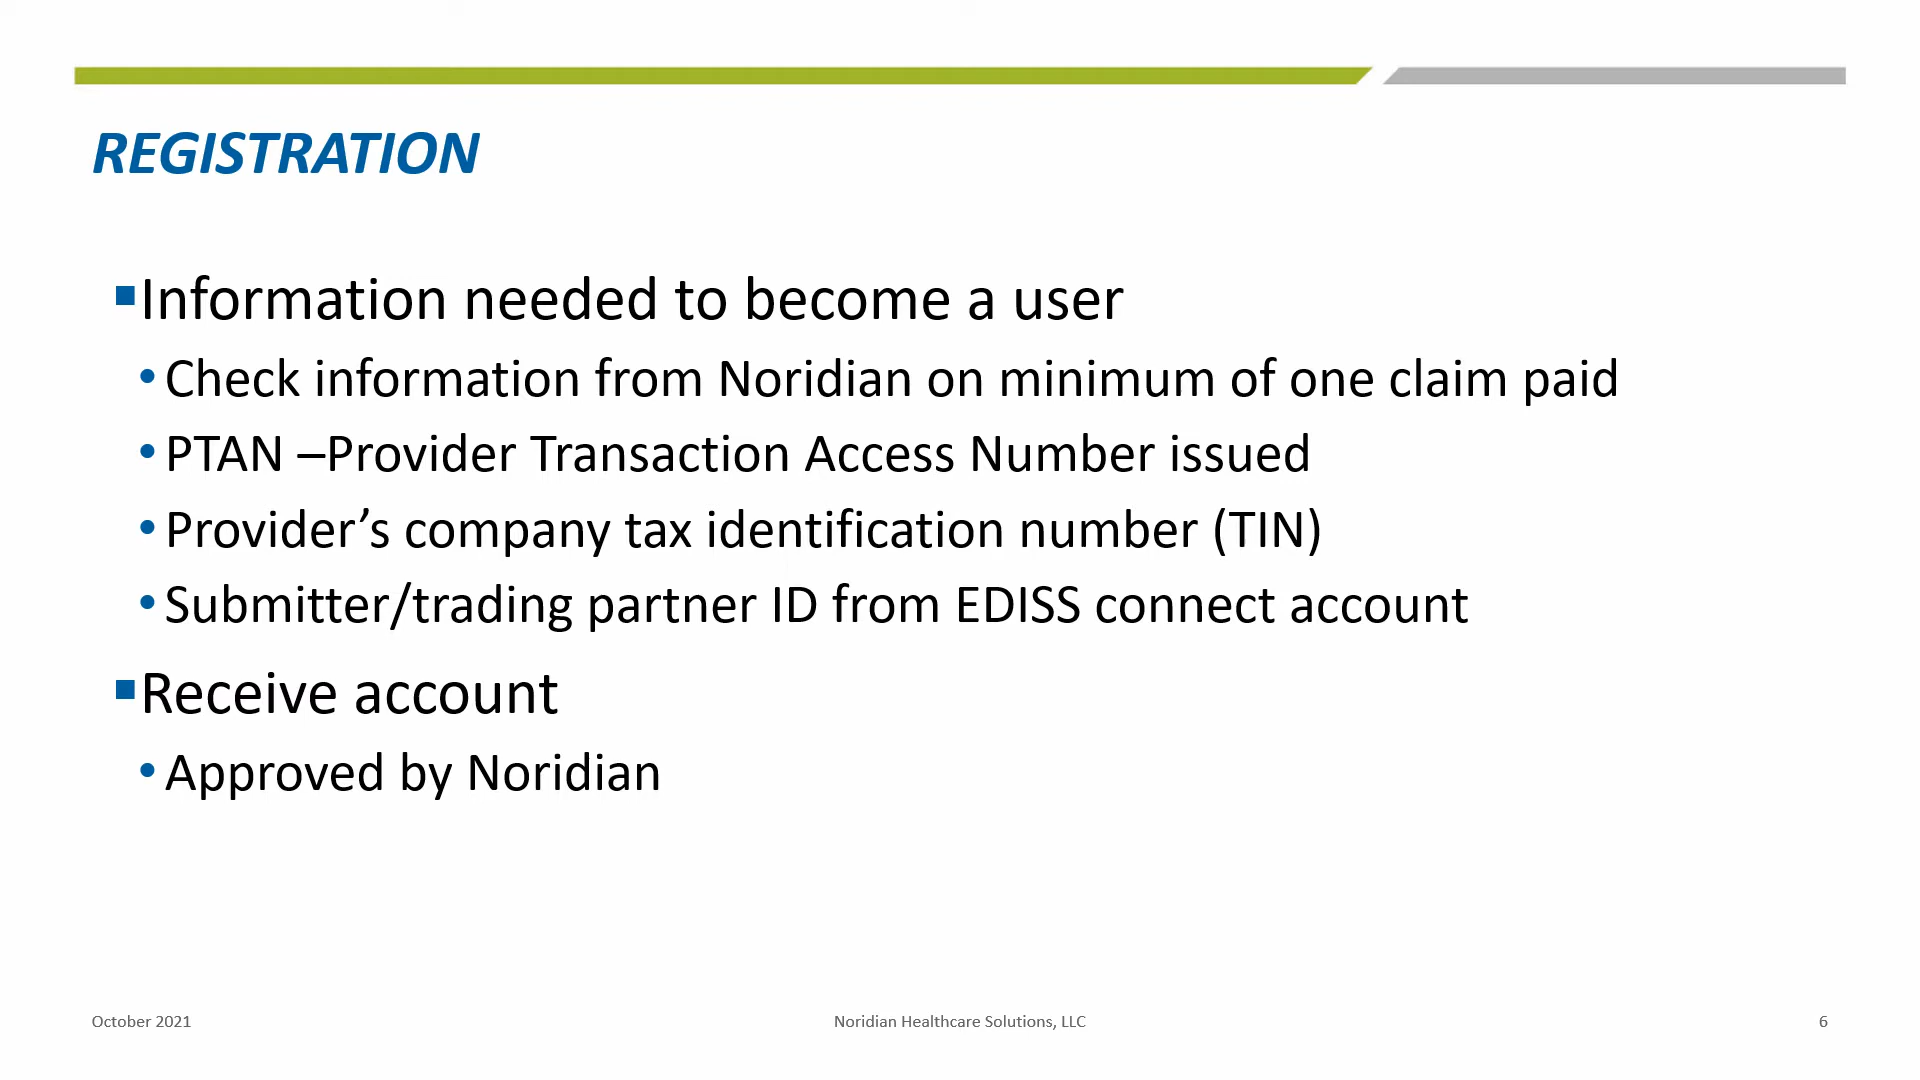 REGISTRATION
▪Information needed to become a user
•Check information from Noridian on minimum of one claim paid
•PTAN –Provider Transaction Access Number issued
•Provider’s company tax identification number (TIN)
•Submitter/trading partner ID from EDISS connect account
▪Receive account
•Approved by Noridian
October 2021
Noridian Healthcare Solutions, LLC
6